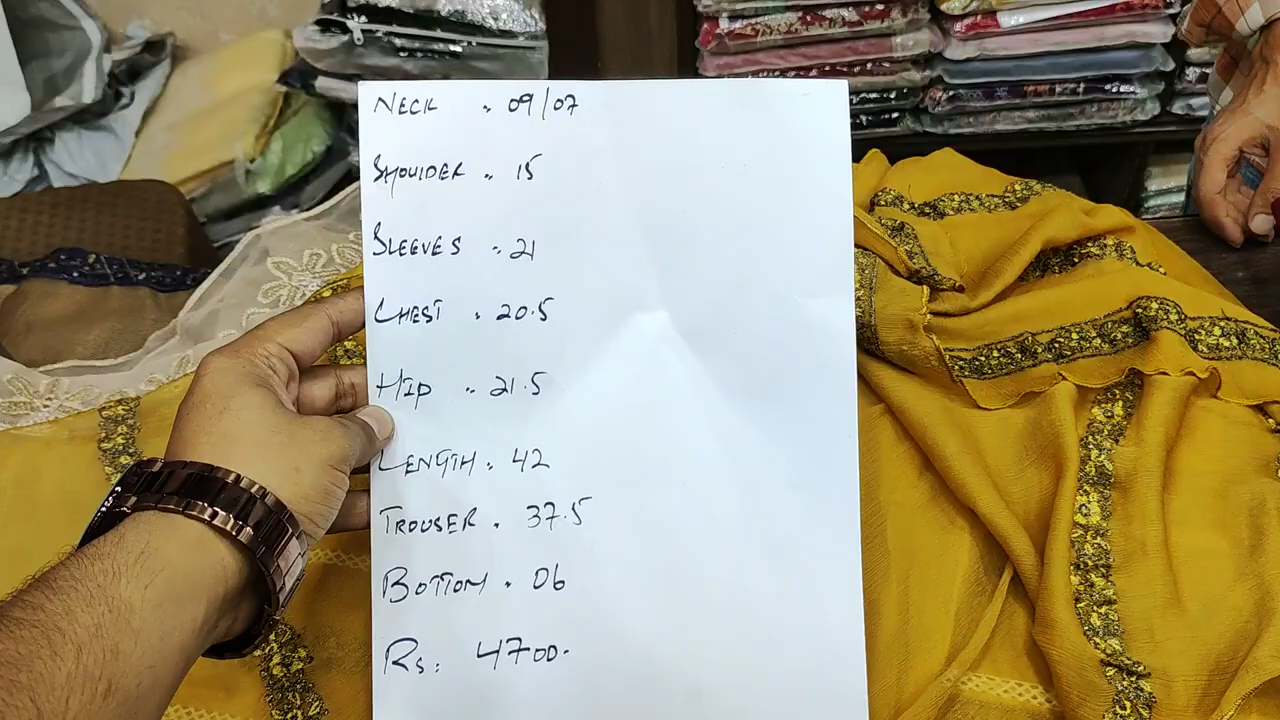 NECK : 09/07
SHOULDER : 15
SLEEVES : 21
CHEST : 20.5
HIP : 21.5
LENGTH : 42
TROUSER : 37.5
BOTTOM : 06
Rs: 4700.